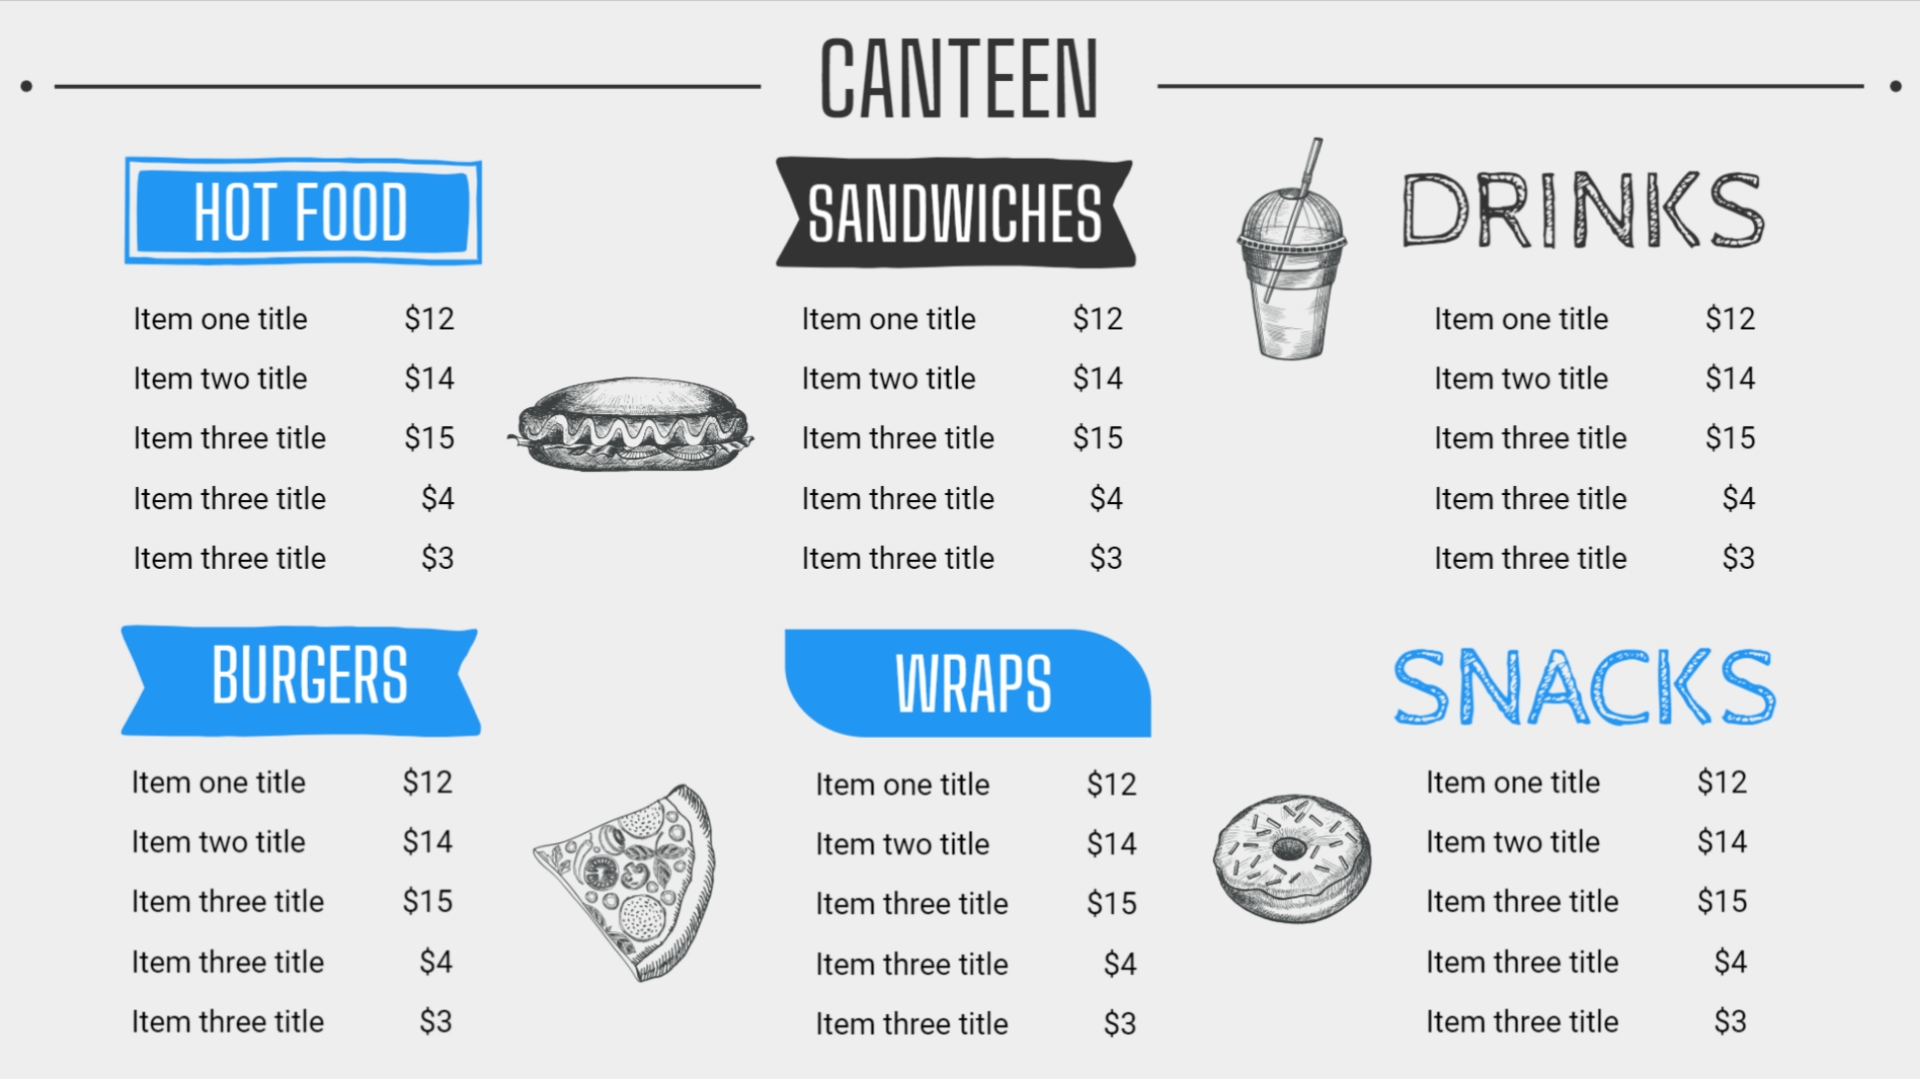 CANTEEN
HOT FOOD
Item one title $12
Item two title $14
Item three title $15
Item three title $4
Item three title $3
SANDWICHES
Item one title $12
Item two title $14
Item three title $15
Item three title $4
Item three title $3
DRINKS
Item one title $12
Item two title $14
Item three title $15
Item three title $4
Item three title $3
BURGERS
Item one title $12
Item two title $14
Item three title $15
Item three title $4
Item three title $3
WRAPS
Item one title $12
Item two title $14
Item three title $15
Item three title $4
Item three title $3
SNACKS
Item one title $12
Item two title $14
Item three title $15
Item three title $4
Item three title $3